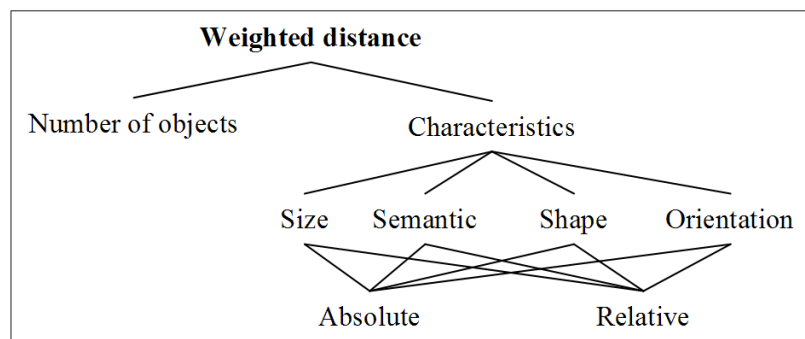 Weighted distance
Number of objects
Characteristics
Size Semantic Shape Orientation
Absolute Relative